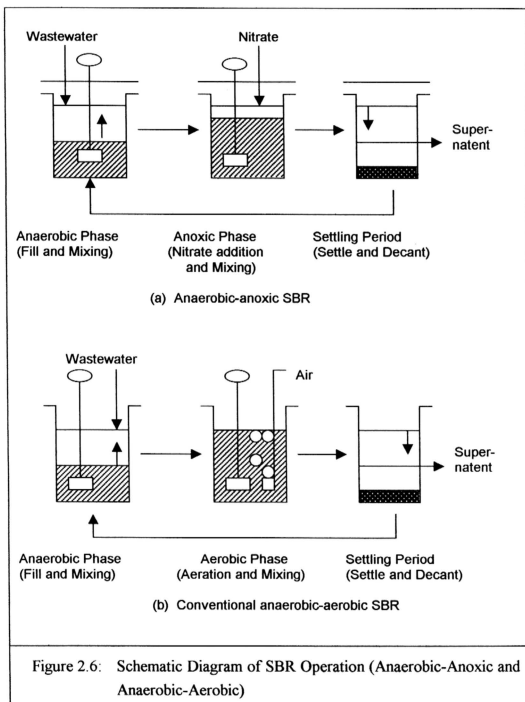 Wastewater
Nitrate
Super-
natent
Anaerobic Phase
(Fill and Mixing)
Anoxic Phase
(Nitrate addition
and Mixing)
Settling Period
(Settle and Decant)
(a) Anaerobic-anoxic SBR
Wastewater
Air
Super-
natent
Anaerobic Phase
(Fill and Mixing)
Aerobic Phase
(Aeration and Mixing)
Settling Period
(Settle and Decant)
(b) Conventional anaerobic-aerobic SBR
Figure 2.6: Schematic Diagram of SBR Operation (Anaerobic-Anoxic and
Anaerobic-Aerobic)